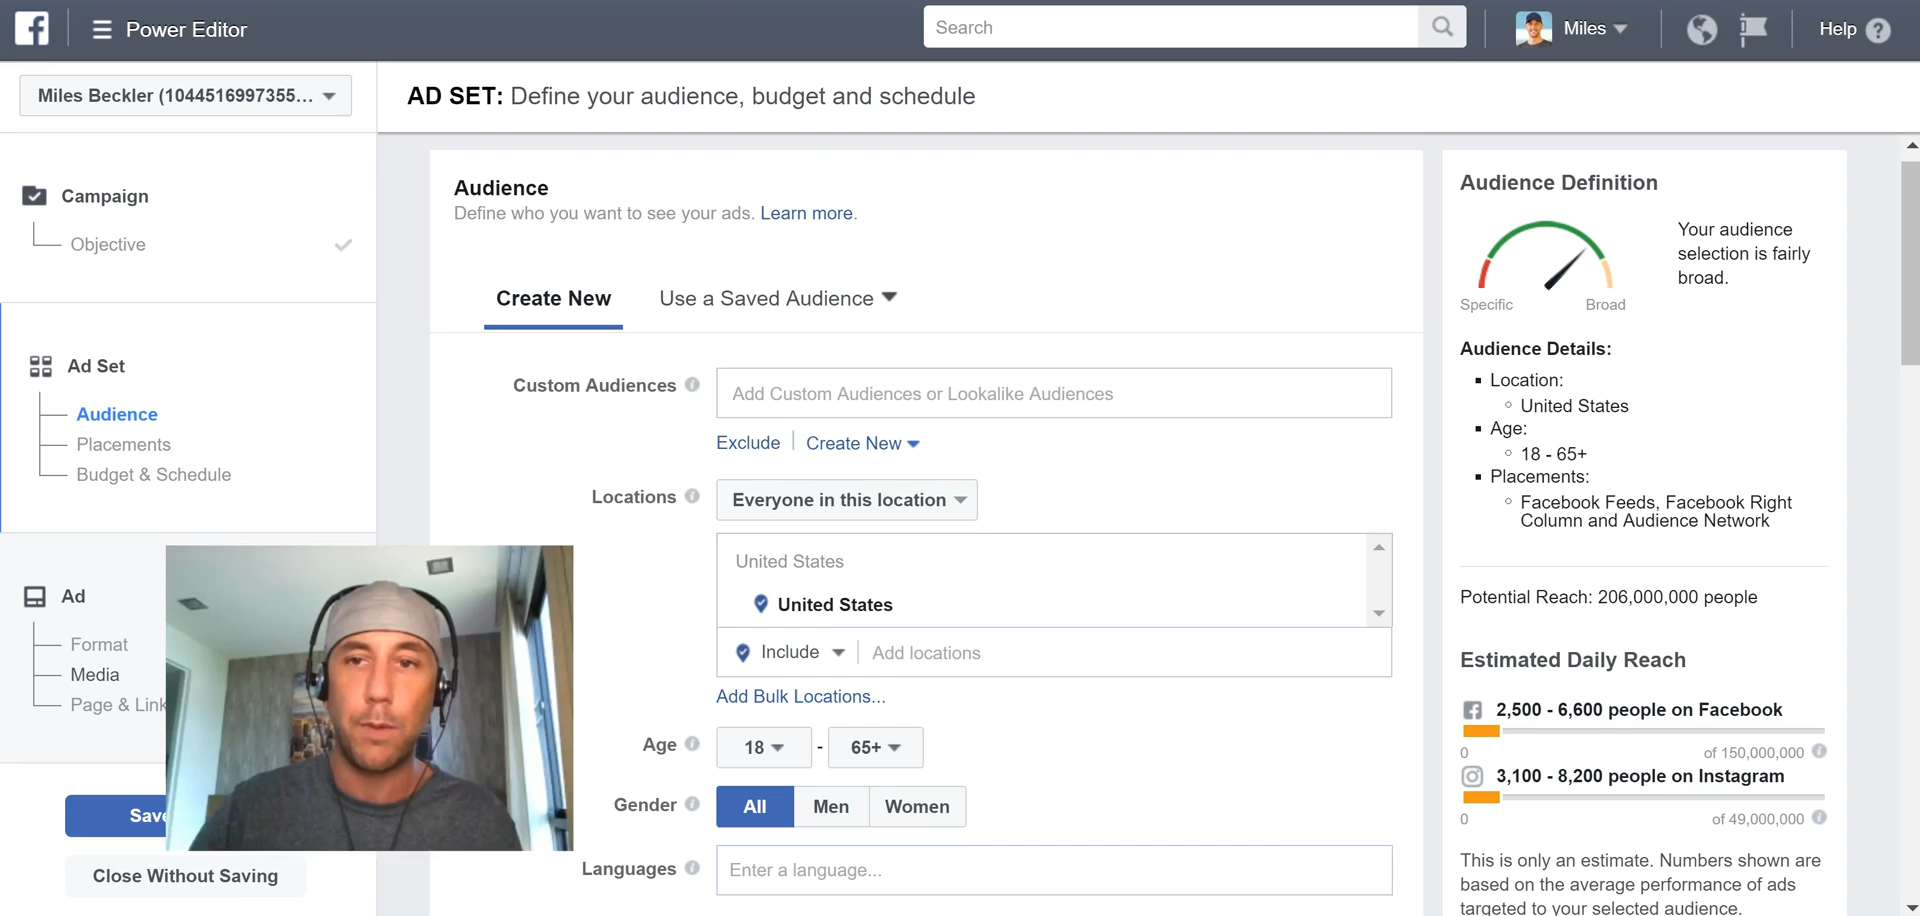 Power Editor
Search
Miles
Help
Miles Beckler (1044516997355...
AD SET: Define your audience, budget and schedule
Campaign
Objective
Ad Set
Audience
Placements
Budget & Schedule
Ad
Format
Media
Page & Link
Save
Close Without Saving
Audience
Define who you want to see your ads. Learn more.
Create New
Use a Saved Audience
Custom Audiences
Add Custom Audiences or Lookalike Audiences
Exclude
Create New
Locations
Everyone in this location
United States
United States
Include
Add locations
Add Bulk Locations...
Age
18
-
65+
Gender
All
Men
Women
Languages
Enter a language...
Audience Definition
Your audience
selection is fairly
broad.
Specific
Broad
Audience Details:
Location:
United States
Age:
18 - 65+
Placements:
Facebook Feeds, Facebook Right
Column and Audience Network
Potential Reach: 206,000,000 people
Estimated Daily Reach
2,500 - 6,600 people on Facebook
0
of 150,000,000
3,100 - 8,200 people on Instagram
0
of 49,000,000
This is only an estimate. Numbers shown are
based on the average performance of ads
targeted to your selected audience.